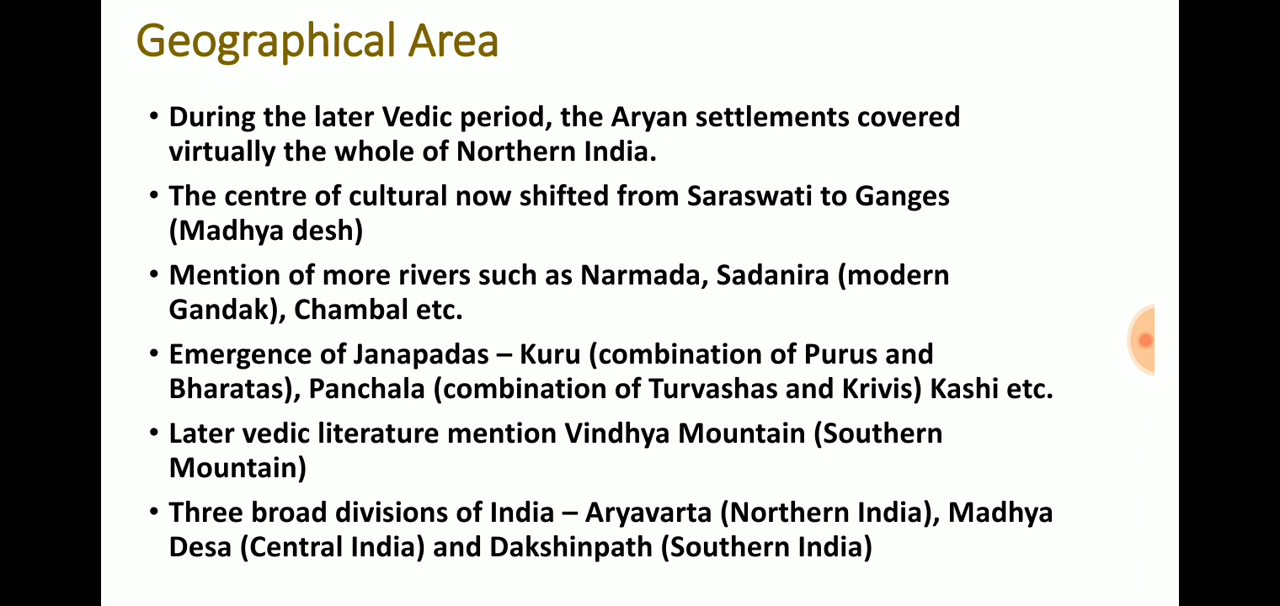 Geographical Area
• During the later Vedic period, the Aryan settlements covered
virtually the whole of Northern India.
• The centre of cultural now shifted from Saraswati to Ganges
(Madhya desh)
• Mention of more rivers such as Narmada, Sadanira (modern
Gandak), Chambal etc.
• Emergence of Janapadas – Kuru (combination of Purus and
Bharatas), Panchala (combination of Turvashas and Krivis) Kashi etc.
• Later vedic literature mention Vindhya Mountain (Southern
Mountain)
• Three broad divisions of India – Aryavarta (Northern India), Madhya
Desa (Central India) and Dakshinpath (Southern India)